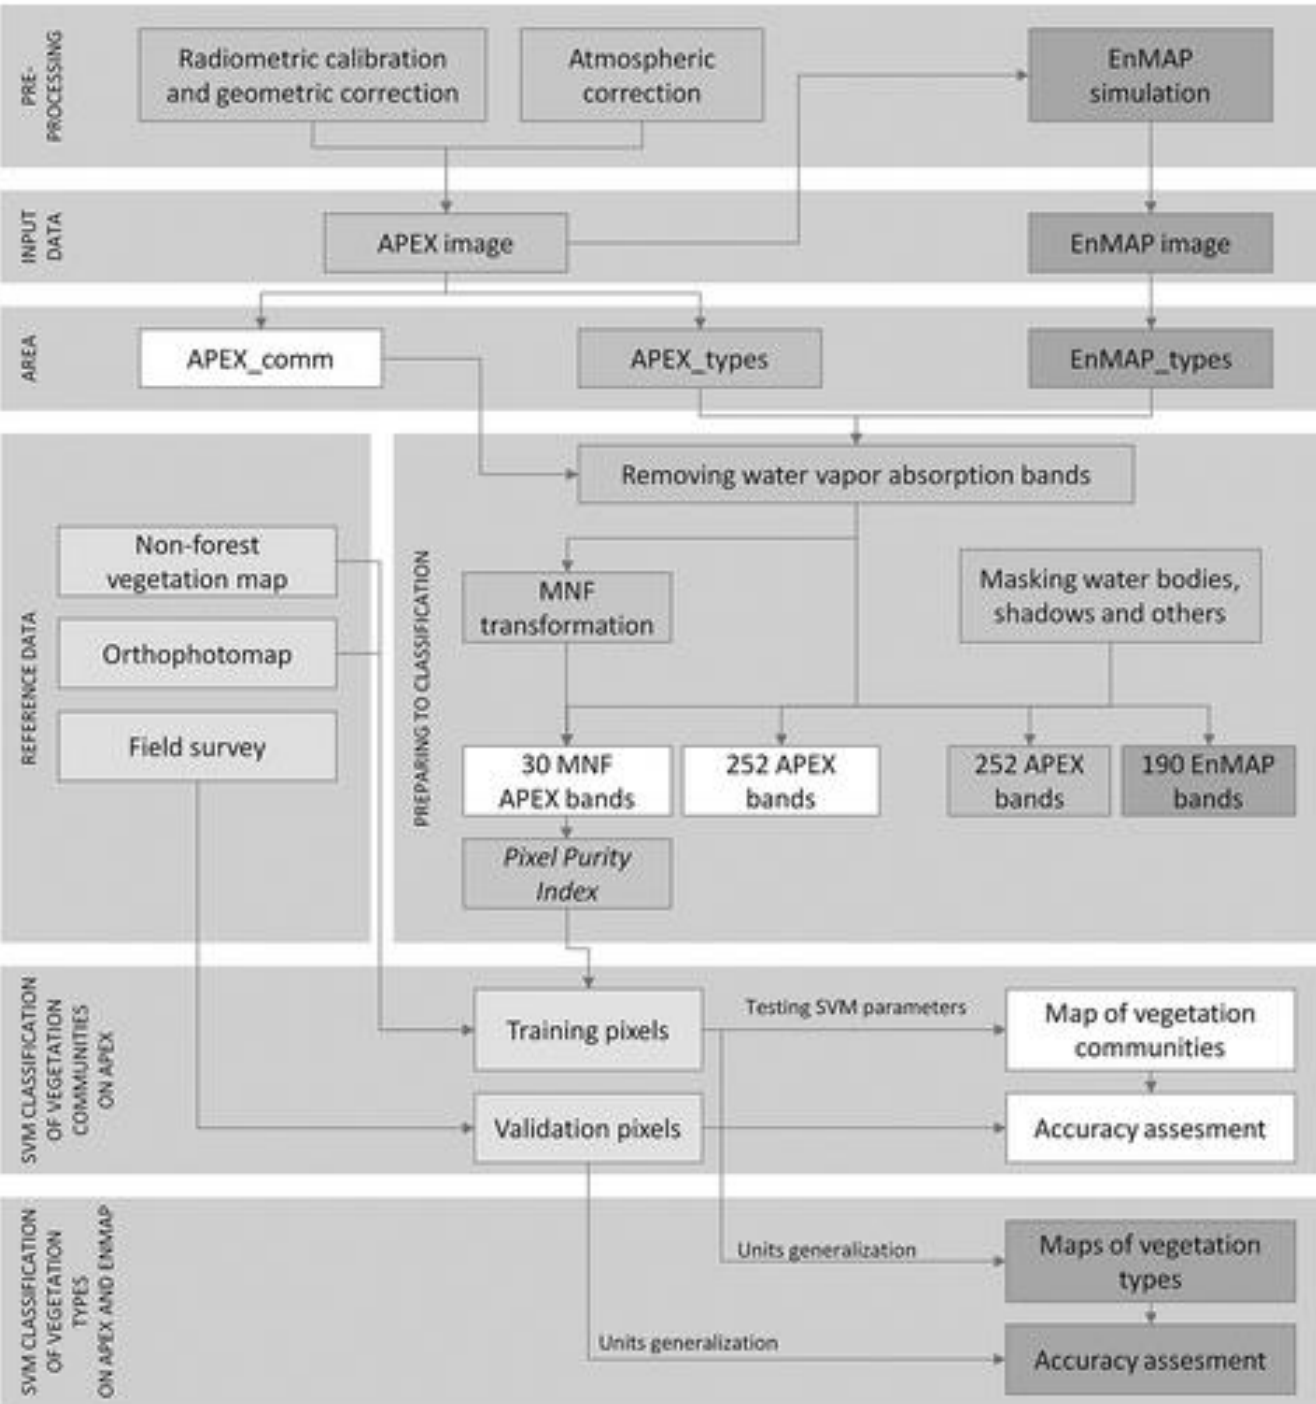 PRE-
PROCESSING
Radiometric calibration
and geometric correction
Atmospheric
correction
EnMAP
simulation
INPUT
DATA
APEX image
EnMAP image
AREA
APEX_comm
APEX_types
EnMAP_types
REFERENCE DATA
Non-forest
vegetation map
Orthophotomap
Field survey
PREPARING TO CLASSIFICATION
Removing water vapor absorption bands
MNF
transformation
Masking water bodies,
shadows and others
30 MNF
APEX bands
252 APEX
bands
252 APEX
bands
190 EnMAP
bands
Pixel Purity
Index
SVM CLASSIFICATION
OF VEGETATION
COMMUNITIES
ON APEX
Training pixels
Testing SVM parameters
Map of vegetation
communities
Validation pixels
Accuracy assesment
SVM CLASSIFICATION
OF VEGETATION
TYPES
ON APEX AND ENMAP
Units generalization
Maps of vegetation
types
Units generalization
Accuracy assesment